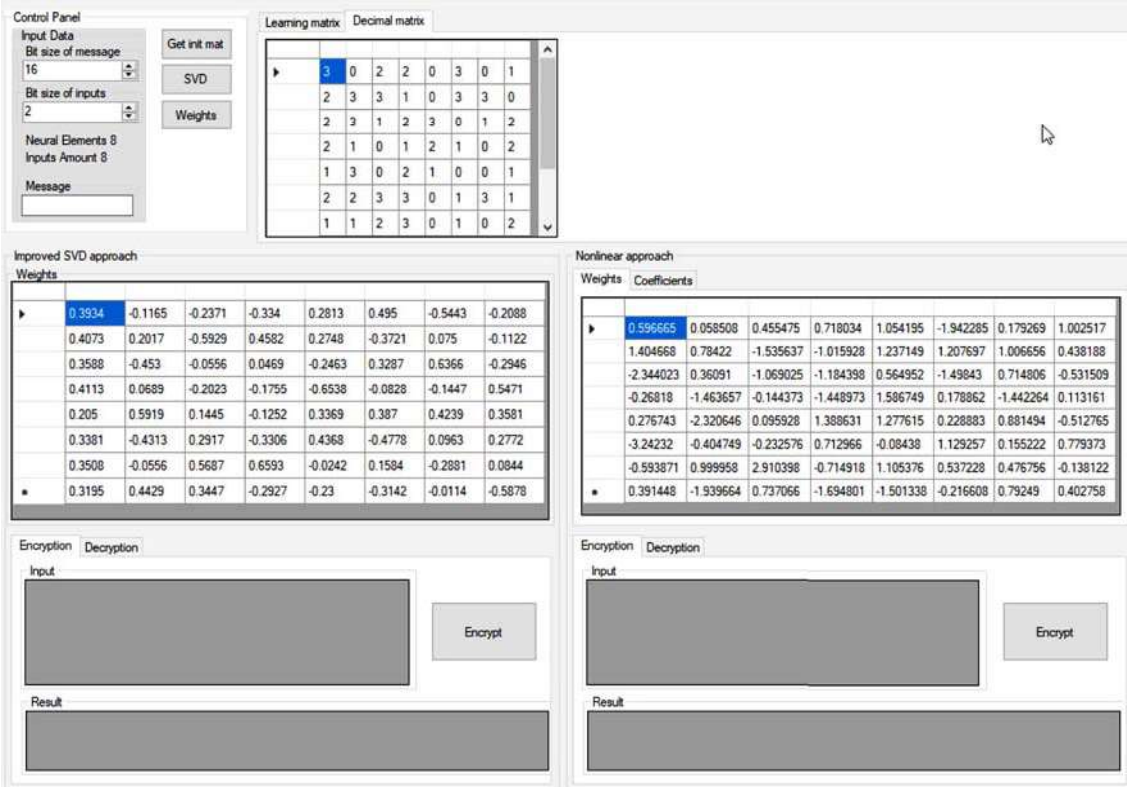 Control Panel
Input Data
Bit size of message
16
Bit size of inputs
2
Neural Elements 8
Inputs Amount 8
Message
Get init mat
SVD
Weights
Learning matrix Decimal matrix
3 0 2 2 0 3 0 1
2 3 3 1 0 3 3 0
2 3 1 2 3 0 1 2
2 1 0 1 2 1 0 2
1 3 0 2 1 0 0 1
2 2 3 3 0 1 3 1
1 1 2 3 0 1 0 2
Improved SVD approach
Weights
0.3934 -0.1165 -0.2371 -0.334 0.2813 0.495 -0.5443 -0.2088
0.4073 0.2017 -0.5929 0.4582 0.2748 -0.3721 0.075 -0.1122
0.3588 -0.453 -0.0556 0.0469 -0.2463 0.3287 0.6366 -0.2946
0.4113 0.0689 -0.2023 -0.1755 -0.6538 -0.0828 -0.1447 0.5471
0.205 0.5919 0.1445 -0.1252 0.3369 0.387 0.4239 0.3581
0.3381 -0.4313 0.2917 -0.3306 0.4368 -0.4778 0.0963 0.2772
0.3508 -0.0556 0.5687 0.6593 -0.0242 0.1584 -0.2881 0.0844
0.3195 0.4429 0.3447 -0.2927 -0.23 -0.3142 -0.0114 -0.5878
Encryption Decryption
Input
Encrypt
Result
Nonlinear approach
Weights Coefficients
0.596665 0.058508 0.455475 0.718034 1.054195 -1.942285 0.179269 1.002517
1.404668 0.78422 -1.535637 -1.015928 1.237149 1.207697 1.006656 0.438188
-2.344023 0.36091 -1.069025 -1.184398 0.564952 -1.49843 0.714806 -0.531509
-0.26818 -1.463657 -0.144373 -1.448973 1.586749 0.178862 -1.442264 0.113161
0.276743 -2.320646 0.095928 1.388631 1.277615 0.228883 0.881494 -0.512765
-3.24232 -0.404749 -0.232576 0.712966 -0.08438 1.129257 0.155222 0.779373
-0.593871 0.999958 2.910398 -0.714918 1.105376 0.537228 0.476756 -0.138122
0.391448 -1.939664 0.737066 -1.694801 -1.501338 -0.216608 0.79249 0.402758
Encryption Decryption
Input
Encrypt
Result